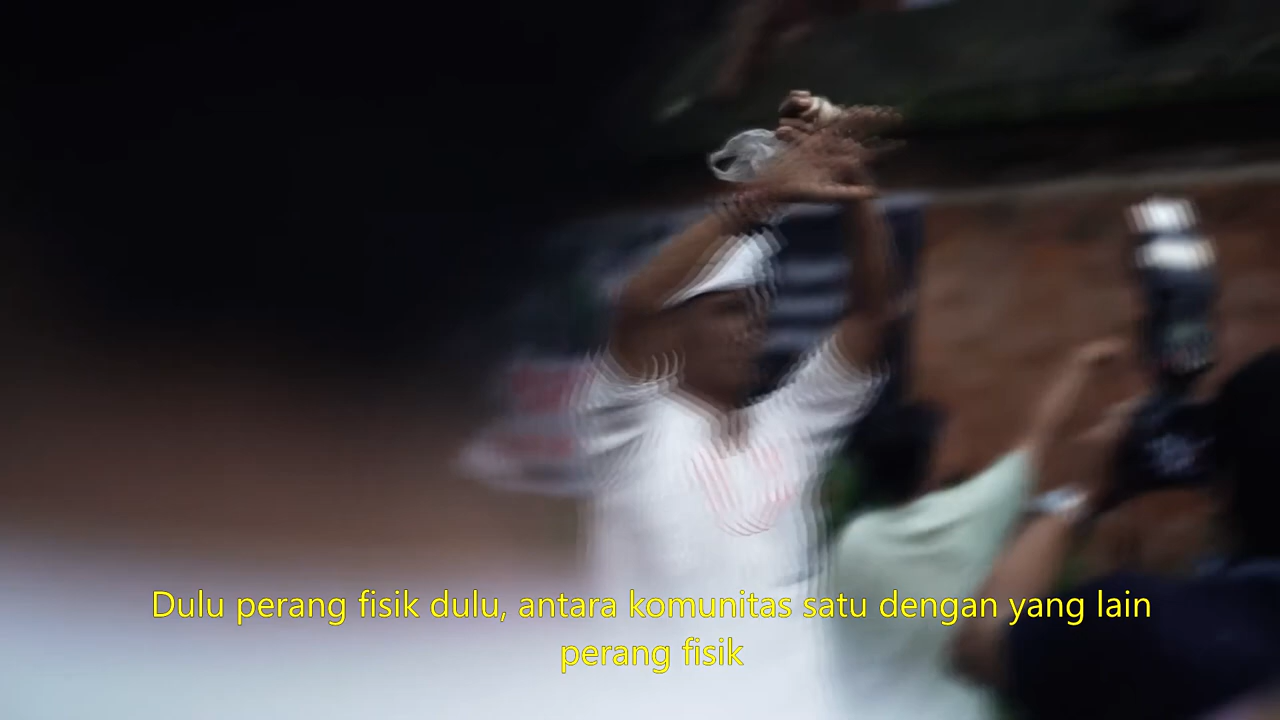 Dulu perang fisik dulu, antara komunitas satu dengan yang lain
perang fisik